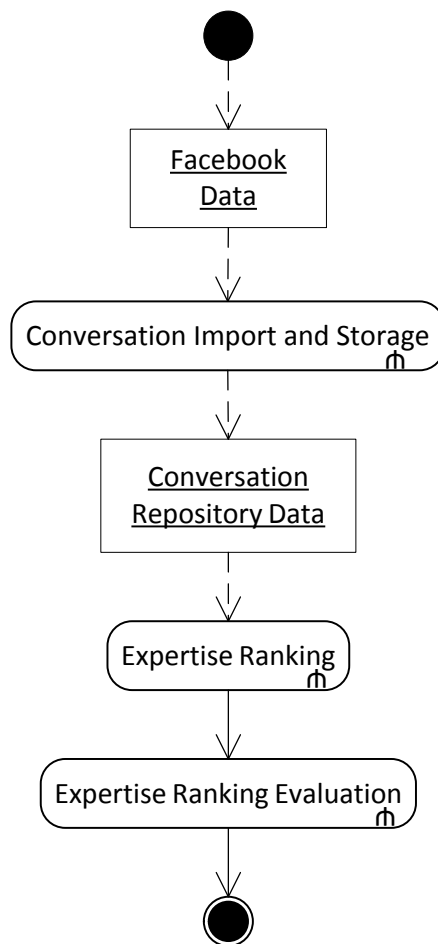 Facebook
Data
Conversation Import and Storage
Conversation
Repository Data
Expertise Ranking
Expertise Ranking Evaluation